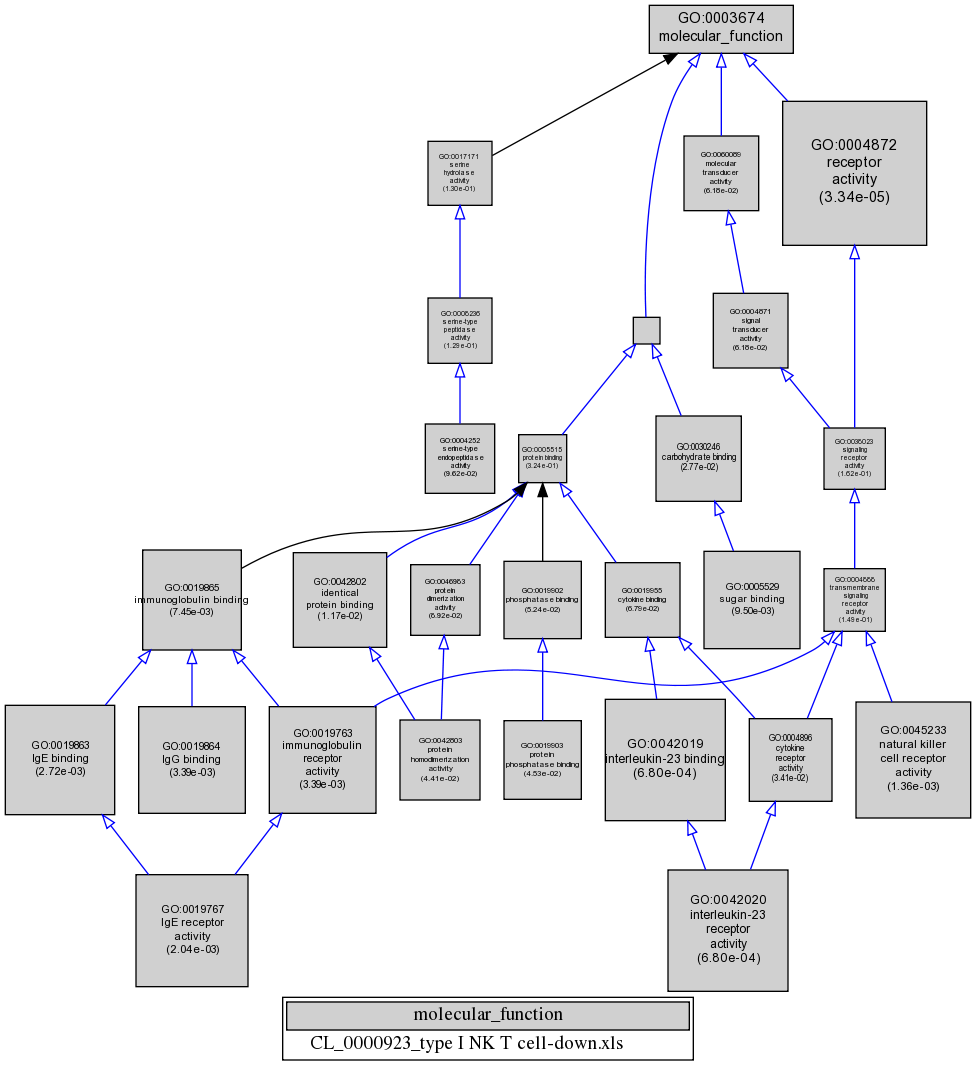 GO:0003674
molecular_function
GO:0004872
receptor
activity
(3.34e-05)
GO:0017171
serine
hydrolase
activity
(1.30e-01)
GO:0060089
molecular
transducer
activity
(6.18e-02)
GO:0008236
serine-type
peptidase
activity
(1.29e-01)
GO:0004871
signal
transducer
activity
(6.18e-02)
GO:0004252
serine-type
endopeptidase
activity
(9.62e-02)
GO:0005515
protein binding
(3.24e-01)
GO:0030246
carbohydrate binding
(2.77e-02)
GO:0038023
signaling
receptor
activity
(1.62e-01)
GO:0019865
immunoglobulin binding
(7.45e-03)
GO:0042802
identical
protein binding
(1.17e-02)
GO:0046983
protein
dimerization
activity
(6.92e-02)
GO:0019902
phosphatase binding
(5.24e-02)
GO:0019955
cytokine binding
(6.79e-02)
GO:0005529
sugar binding
(9.50e-03)
GO:0004888
transmembrane
signaling
receptor
activity
(1.49e-01)
GO:0019863
IgE binding
(2.72e-03)
GO:0019864
IgG binding
(3.39e-03)
GO:0019763
immunoglobulin
receptor
activity
(3.39e-03)
GO:0042803
protein
homodimerization
activity
(4.41e-02)
GO:0019903
protein
phosphatase binding
(4.53e-02)
GO:0042019
interleukin-23 binding
(6.80e-04)
GO:0004896
cytokine
receptor
activity
(3.41e-02)
GO:0045233
natural killer
cell receptor
activity
(1.36e-03)
GO:0019767
IgE receptor
activity
(2.04e-03)
GO:0042020
interleukin-23
receptor
activity
(6.80e-04)
molecular_function
CL_0000923_type I NK T cell-down.xls